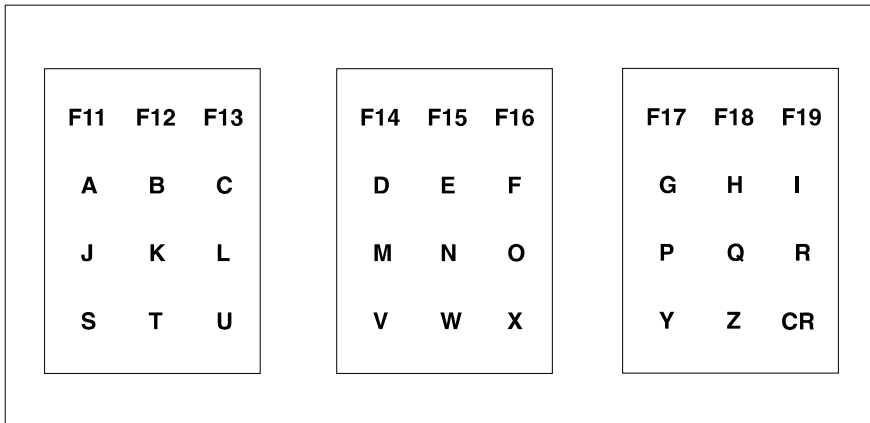 F11 F12 F13 F14 F15 F16 F17 F18 F19
A B C D E F G H I
J K L M N O P Q R
S T U V W X Y Z CR